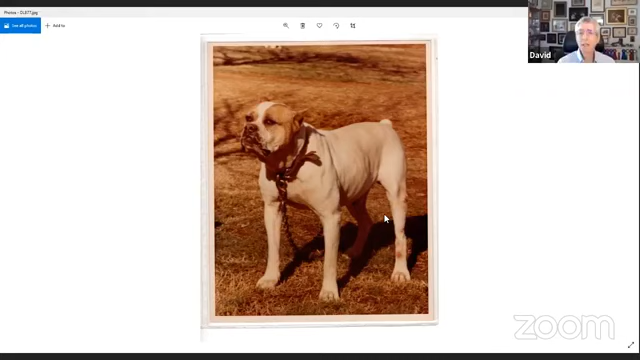 Photos - DL877.jpg
See all photos
Add to
David
zoom